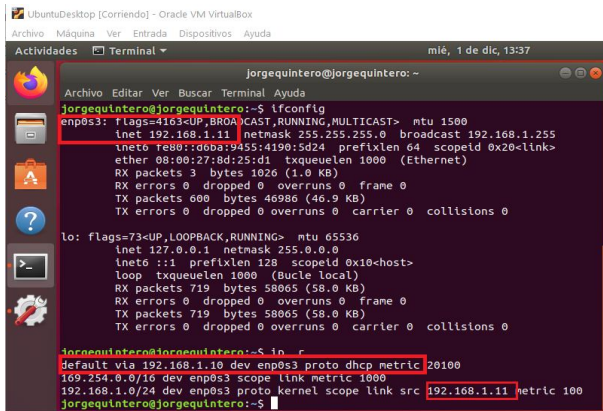 UbuntuDesktop [Corriendo] - Oracle VM VirtualBox
Archivo Máquina Ver Entrada Dispositivos Ayuda
Actividades Terminal mié, 1 de dic, 13:37
jorgequintero@jorgequintero: ~
Archivo Editar Ver Buscar Terminal Ayuda
jorgequintero@jorgequintero:~$ ifconfig
enp0s3: flags=4163<UP,BROADCAST,RUNNING,MULTICAST> mtu 1500
inet 192.168.1.11 netmask 255.255.255.0 broadcast 192.168.1.255
inet6 fe80::d6ba:9455:4190:5d24 prefixlen 64 scopeid 0x20<link>
ether 08:00:27:8d:25:d1 txqueuelen 1000 (Ethernet)
RX packets 3 bytes 1026 (1.0 KB)
RX errors 0 dropped 0 overruns 0 frame 0
TX packets 600 bytes 46986 (46.9 KB)
TX errors 0 dropped 0 overruns 0 carrier 0 collisions 0
lo: flags=73<UP,LOOPBACK,RUNNING> mtu 65536
inet 127.0.0.1 netmask 255.0.0.0
inet6 ::1 prefixlen 128 scopeid 0x10<host>
loop txqueuelen 1000 (Bucle local)
RX packets 719 bytes 58065 (58.0 KB)
RX errors 0 dropped 0 overruns 0 frame 0
TX packets 719 bytes 58065 (58.0 KB)
TX errors 0 dropped 0 overruns 0 carrier 0 collisions 0
jorgequintero@jorgequintero:~$ ip r
default via 192.168.1.10 dev enp0s3 proto dhcp metric 20100
169.254.0.0/16 dev enp0s3 scope link metric 1000
192.168.1.0/24 dev enp0s3 proto kernel scope link src 192.168.1.11 metric 100
jorgequintero@jorgequintero:~$